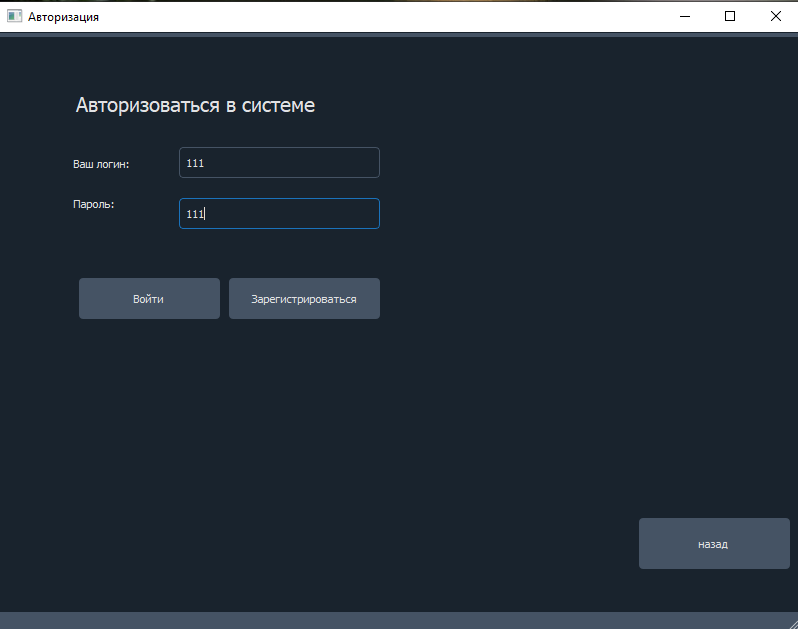 Авторизация
Авторизоваться в системе
Ваш логин: 111
Пароль: 111
Войти Зарегистрироваться
назад